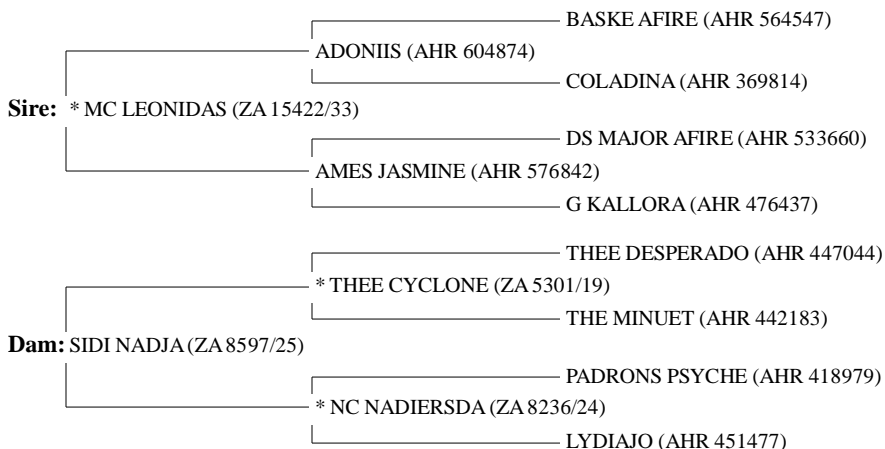 BASKE AFIRE (AHR 564547)
ADONIIS (AHR 604874)
COLADINA (AHR 369814)
Sire: * MC LEONIDAS (ZA 15422/33)
DS MAJOR AFIRE (AHR 533660)
AMES JASMINE (AHR 576842)
G KALLORA (AHR 476437)
THEE DESPERADO (AHR 447044)
* THEE CYCLONE (ZA 5301/19)
THE MINUET (AHR 442183)
Dam: SIDI NADJA (ZA 8597/25)
PADRONS PSYCHE (AHR 418979)
* NC NADIERSDA (ZA 8236/24)
LYDIAJO (AHR 451477)